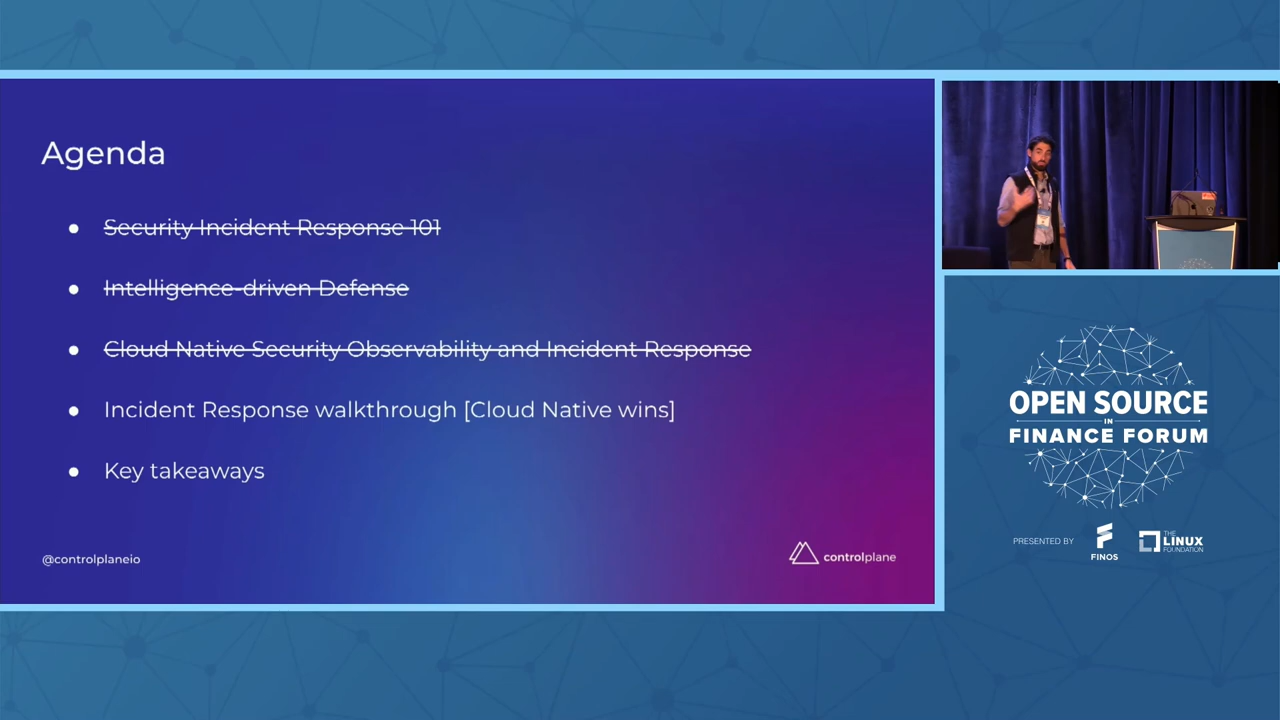 Agenda
● Security Incident Response 101
● Intelligence-driven Defense
● Cloud Native Security Observability and Incident Response
● Incident Response walkthrough [Cloud Native wins]
● Key takeaways
@controlplaneio
controlplane
OPEN SOURCE
IN
FINANCE FORUM
PRESENTED BY
FINOS
THE
LINUX
FOUNDATION